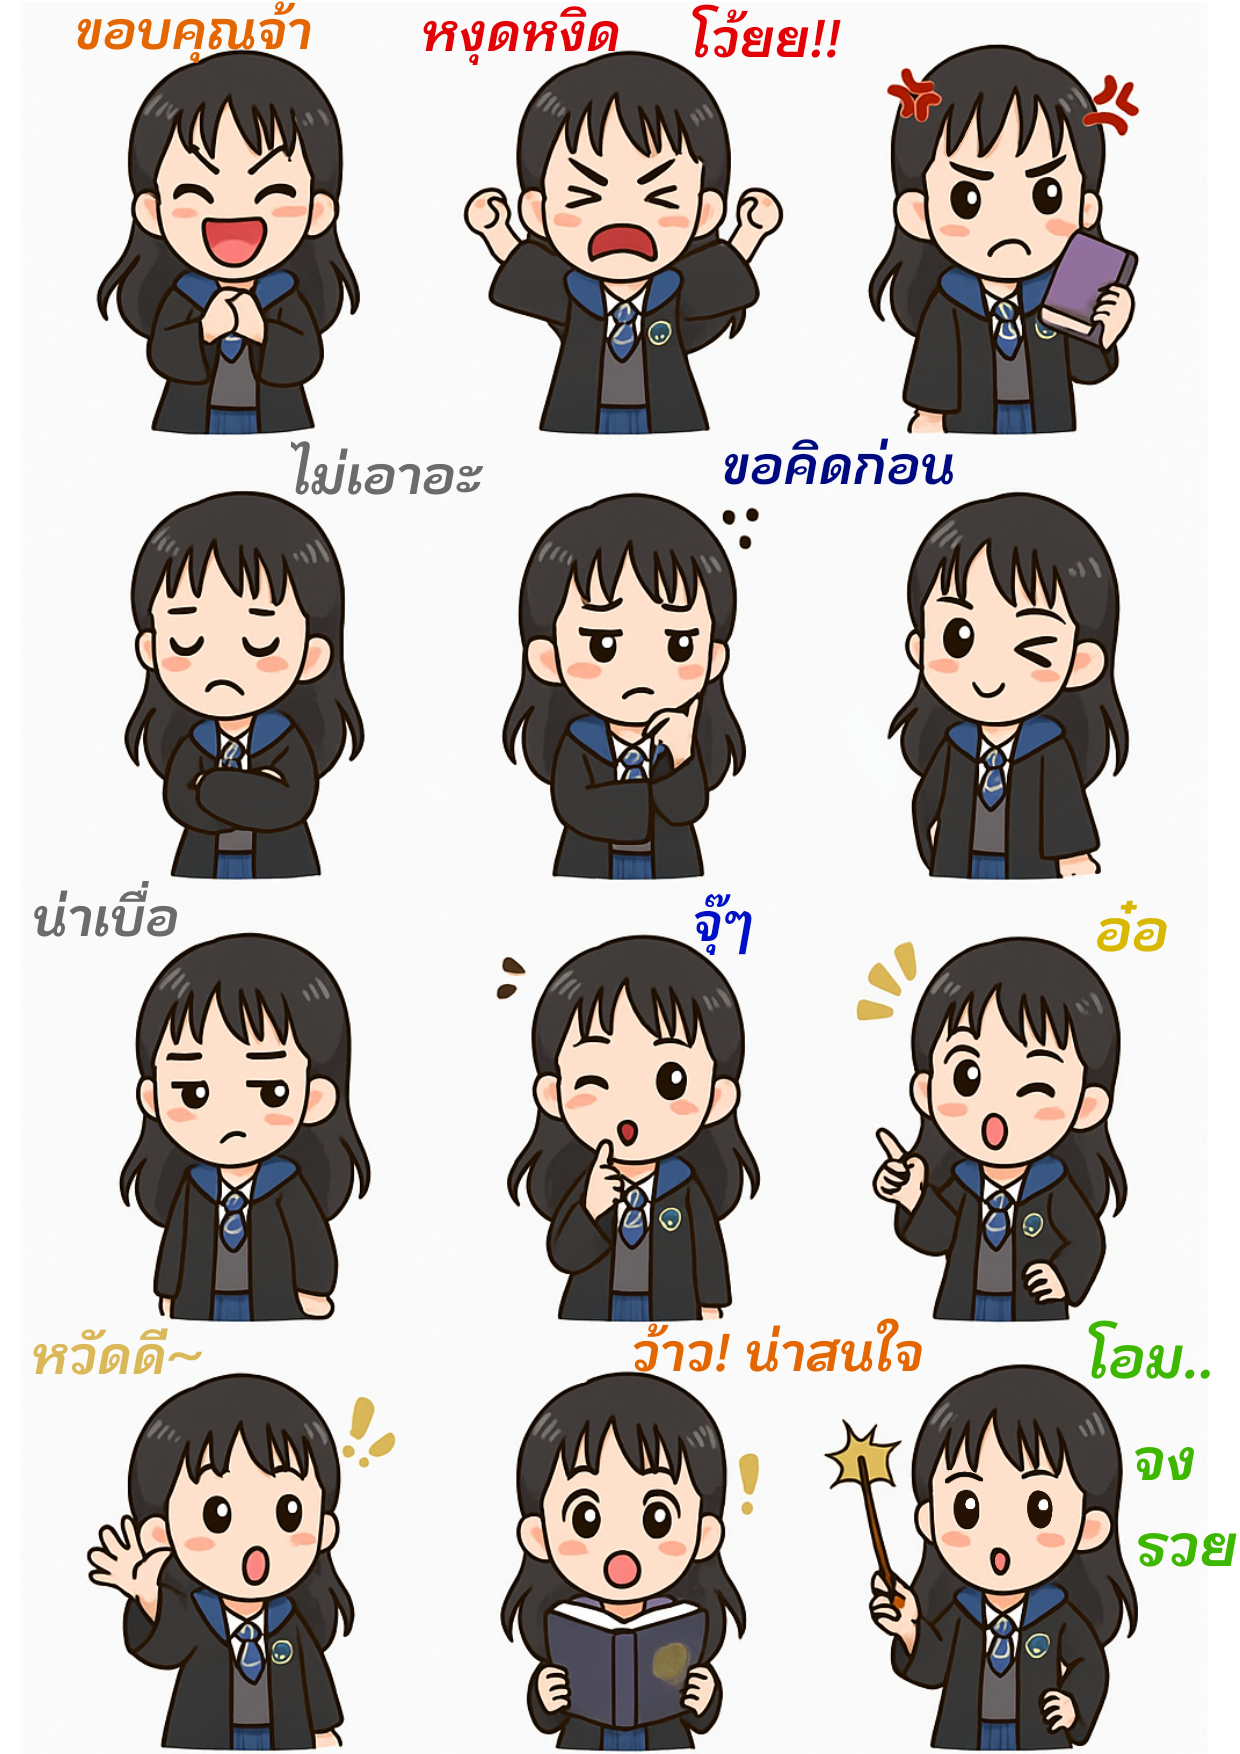 ขอบคุณจ้า
หงุดหงิด
โว้ยย!!
ไม่เอาอะ
ขอคิดก่อน
น่าเบื่อ
จุ๊ๆ
อ๋อ
หวัดดี~
ว้าว! น่าสนใจ
โอม..
จง
รวย